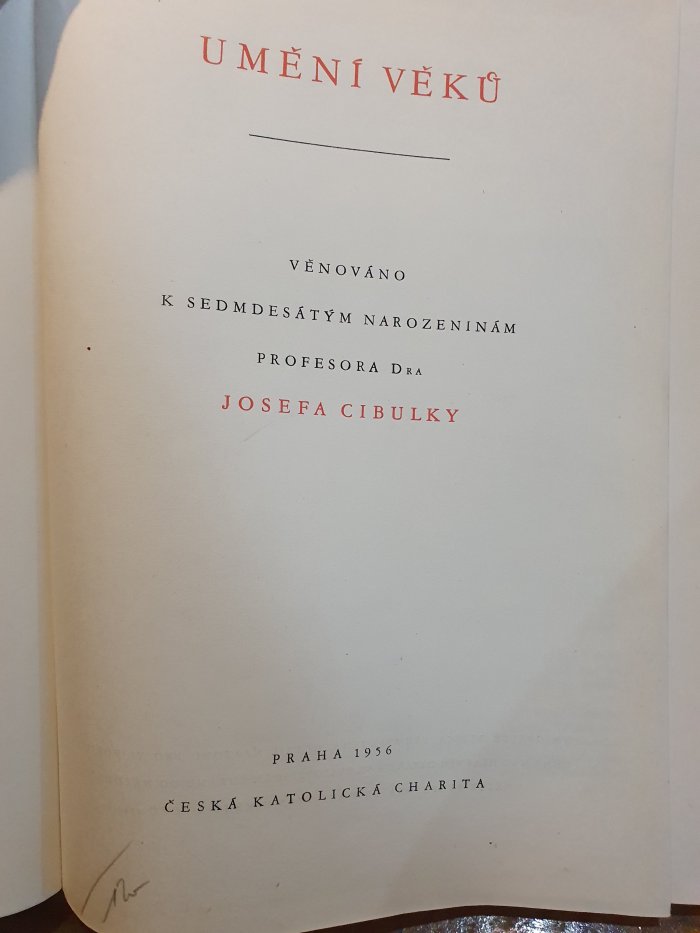 UMĚNÍ VĚKŮ
VĚNOVÁNO
K SEDMDESÁTÝM NAROZENINÁM
PROFESORA DRA
JOSEFA CIBULKY
PRAHA 1956
ČESKÁ KATOLICKÁ CHARITA